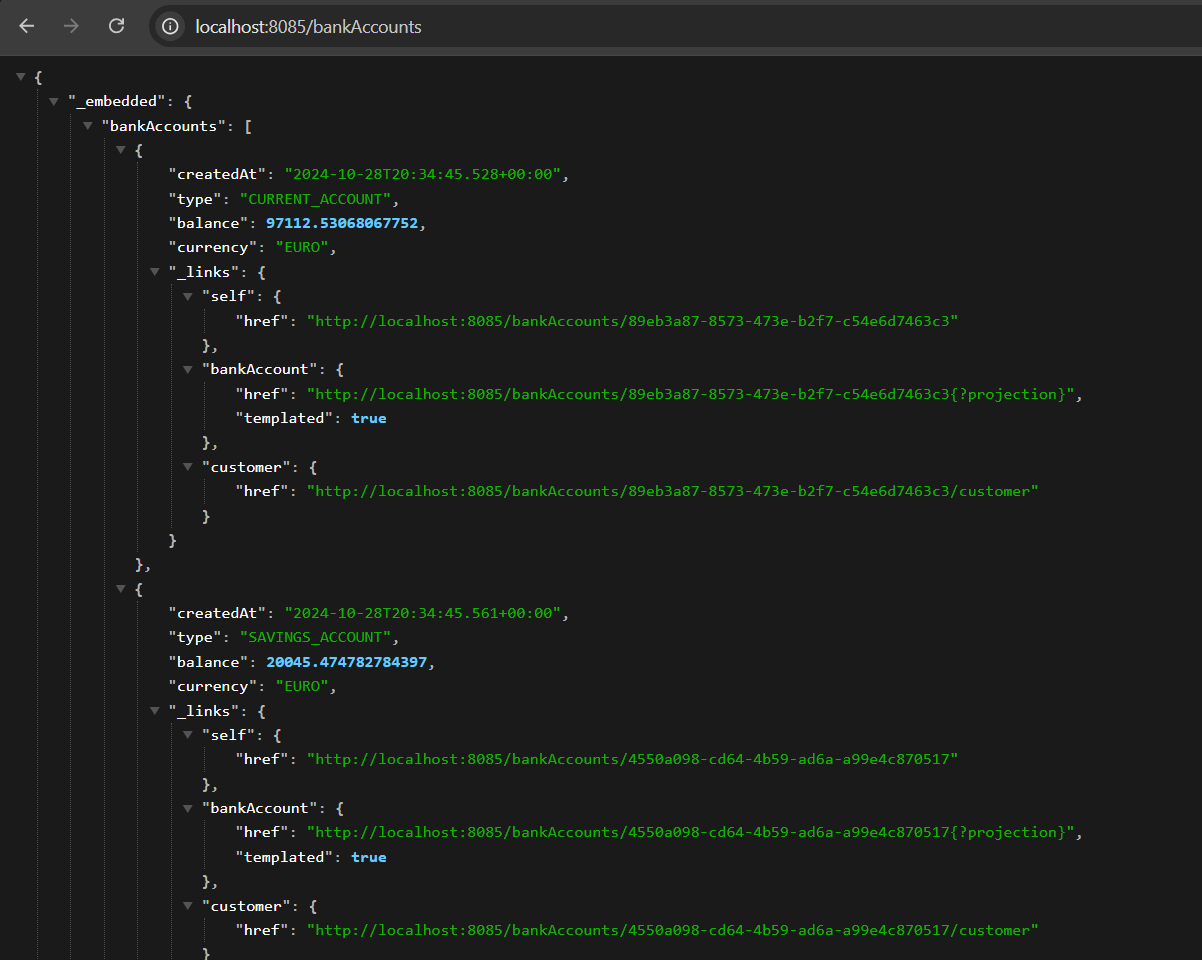 localhost:8085/bankAccounts
{
"_embedded": {
"bankAccounts": [
{
"createdAt": "2024-10-28T20:34:45.528+00:00",
"type": "CURRENT_ACCOUNT",
"balance": 97112.53068067752,
"currency": "EURO",
"_links": {
"self": {
"href": "http://localhost:8085/bankAccounts/89eb3a87-8573-473e-b2f7-c54e6d7463c3"
},
"bankAccount": {
"href": "http://localhost:8085/bankAccounts/89eb3a87-8573-473e-b2f7-c54e6d7463c3{?projection}",
"templated": true
},
"customer": {
"href": "http://localhost:8085/bankAccounts/89eb3a87-8573-473e-b2f7-c54e6d7463c3/customer"
}
}
},
{
"createdAt": "2024-10-28T20:34:45.561+00:00",
"type": "SAVINGS_ACCOUNT",
"balance": 20045.474782784397,
"currency": "EURO",
"_links": {
"self": {
"href": "http://localhost:8085/bankAccounts/4550a098-cd64-4b59-ad6a-a99e4c870517"
},
"bankAccount": {
"href": "http://localhost:8085/bankAccounts/4550a098-cd64-4b59-ad6a-a99e4c870517{?projection}",
"templated": true
},
"customer": {
"href": "http://localhost:8085/bankAccounts/4550a098-cd64-4b59-ad6a-a99e4c870517/customer"
}